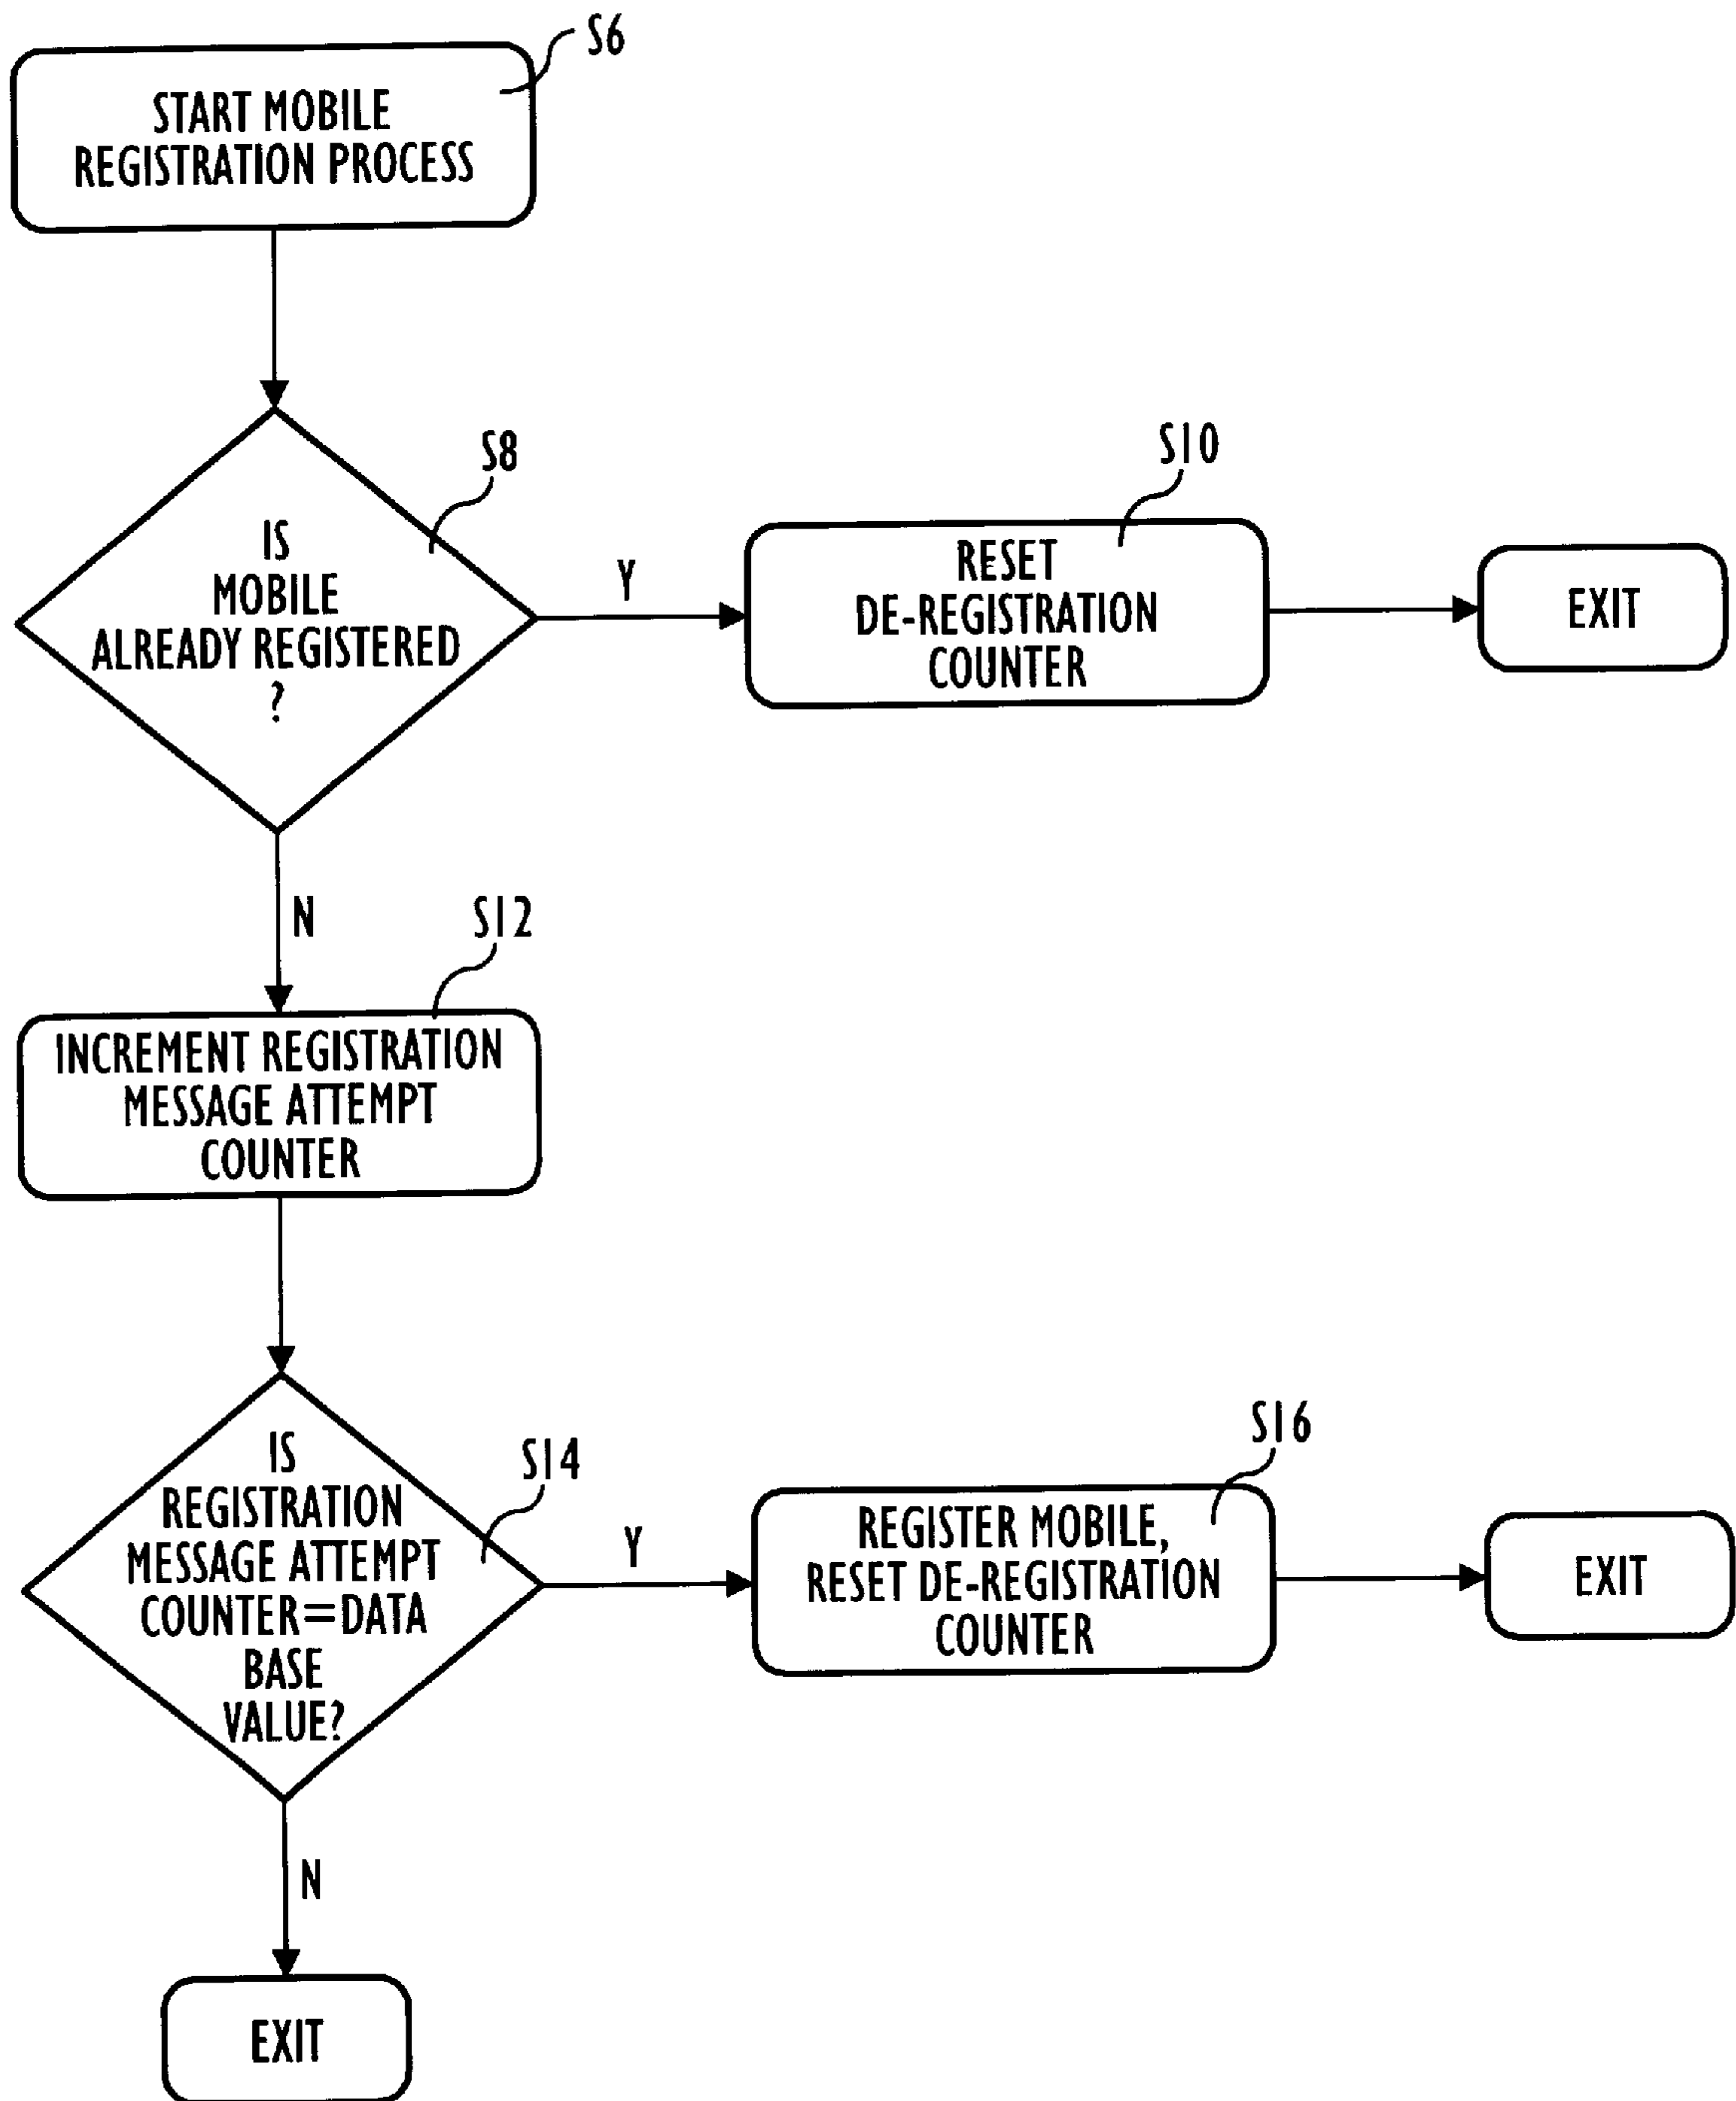 S6
START MOBILE
REGISTRATION PROCESS
S8
IS
MOBILE
ALREADY REGISTERED
?
Y
S10
RESET
DE-REGISTRATION
COUNTER
EXIT
N
S12
INCREMENT REGISTRATION
MESSAGE ATTEMPT
COUNTER
S14
IS
REGISTRATION
MESSAGE ATTEMPT
COUNTER=DATA
BASE
VALUE?
Y
S16
REGISTER MOBILE,
RESET DE-REGISTRATION
COUNTER
EXIT
N
EXIT